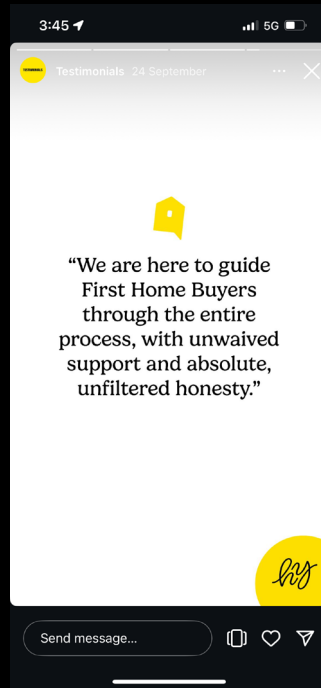 3:45
5G
TESTIMONIALS
Testimonials 24 September
“We are here to guide
First Home Buyers
through the entire
process, with unwaived
support and absolute,
unfiltered honesty.”
hy
Send message...